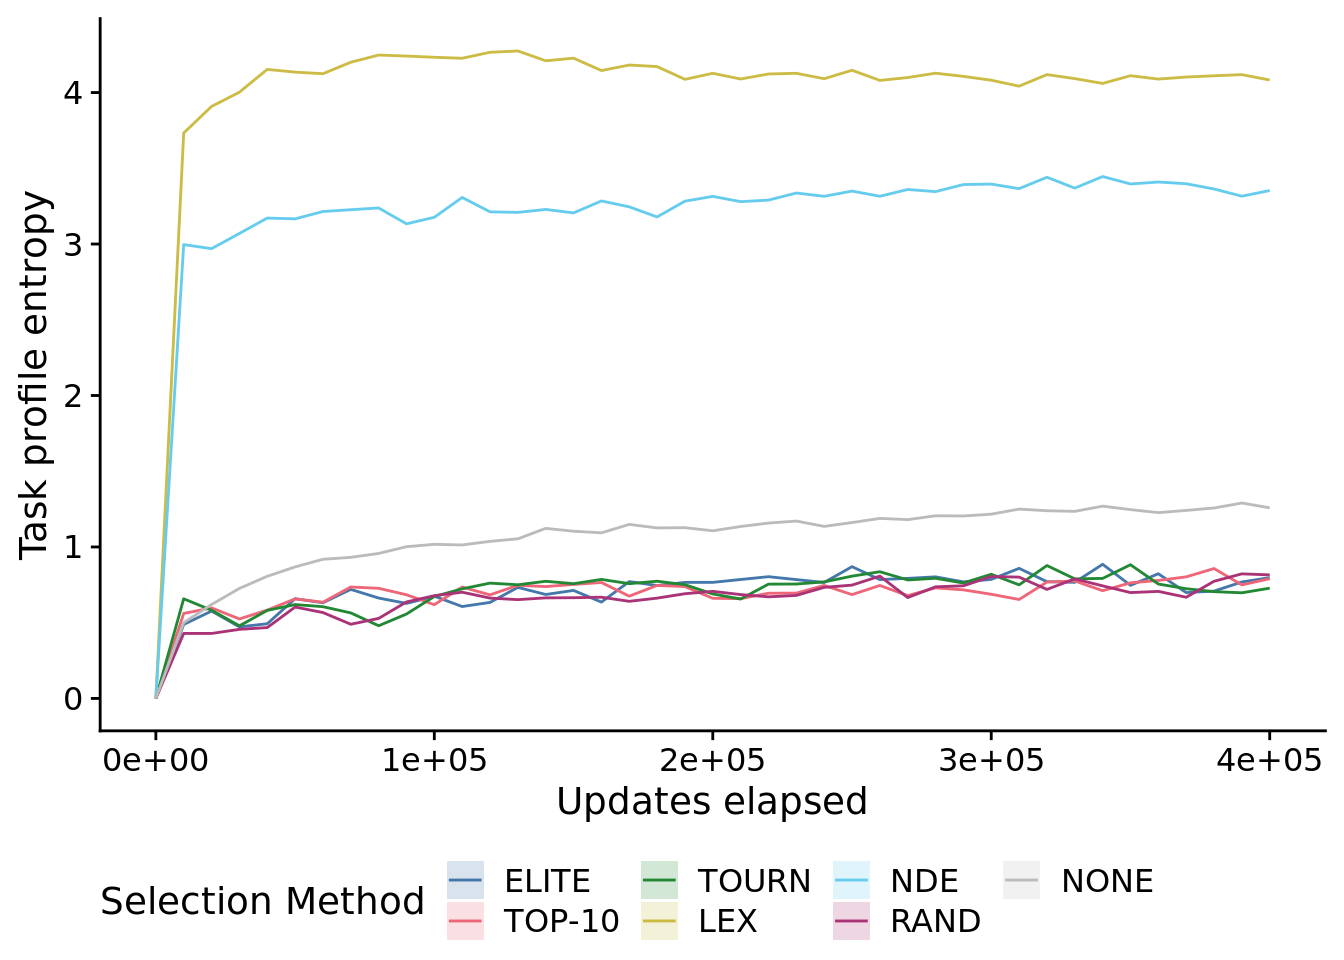 Task profile entropy
4
3
2
1
0
0e+00 1e+05 2e+05 3e+05 4e+05
Updates elapsed
Selection Method
ELITE TOURN NDE NONE
TOP-10 LEX RAND